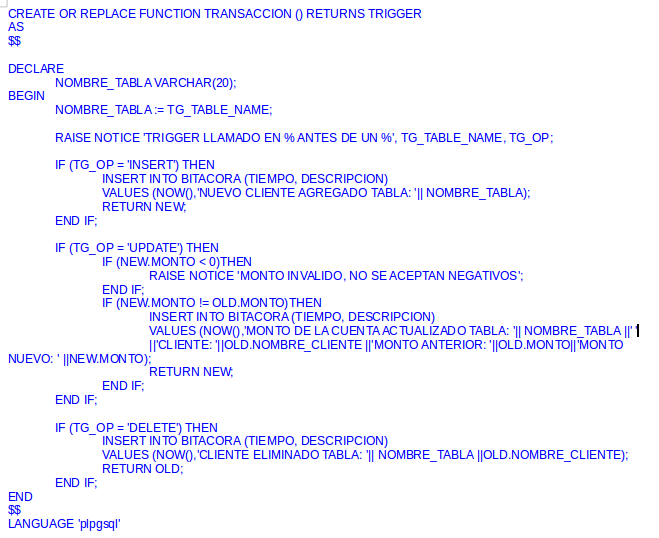 CREATE OR REPLACE FUNCTION TRANSACCION () RETURNS TRIGGER
AS
$$
DECLARE
NOMBRE_TABLA VARCHAR(20);
BEGIN
NOMBRE_TABLA := TG_TABLE_NAME;
RAISE NOTICE 'TRIGGER LLAMADO EN % ANTES DE UN %', TG_TABLE_NAME, TG_OP;
IF (TG_OP = 'INSERT') THEN
INSERT INTO BITACORA (TIEMPO, DESCRIPCION)
VALUES (NOW(),'NUEVO CLIENTE AGREGADO TABLA: '|| NOMBRE_TABLA);
RETURN NEW;
END IF;
IF (TG_OP = 'UPDATE') THEN
IF (NEW.MONTO < 0)THEN
RAISE NOTICE 'MONTO INVALIDO, NO SE ACEPTAN NEGATIVOS';
END IF;
IF (NEW.MONTO != OLD.MONTO)THEN
INSERT INTO BITACORA (TIEMPO, DESCRIPCION)
VALUES (NOW(),'MONTO DE LA CUENTA ACTUALIZADO TABLA: '|| NOMBRE_TABLA ||' '
||'CLIENTE: '||OLD.NOMBRE_CLIENTE ||'MONTO ANTERIOR: '||OLD.MONTO||'MONTO
NUEVO: ' ||NEW.MONTO);
RETURN NEW;
END IF;
END IF;
IF (TG_OP = 'DELETE') THEN
INSERT INTO BITACORA (TIEMPO, DESCRIPCION)
VALUES (NOW(),'CLIENTE ELIMINADO TABLA: '|| NOMBRE_TABLA ||OLD.NOMBRE_CLIENTE);
RETURN OLD;
END IF;
END
$$
LANGUAGE 'plpgsql'